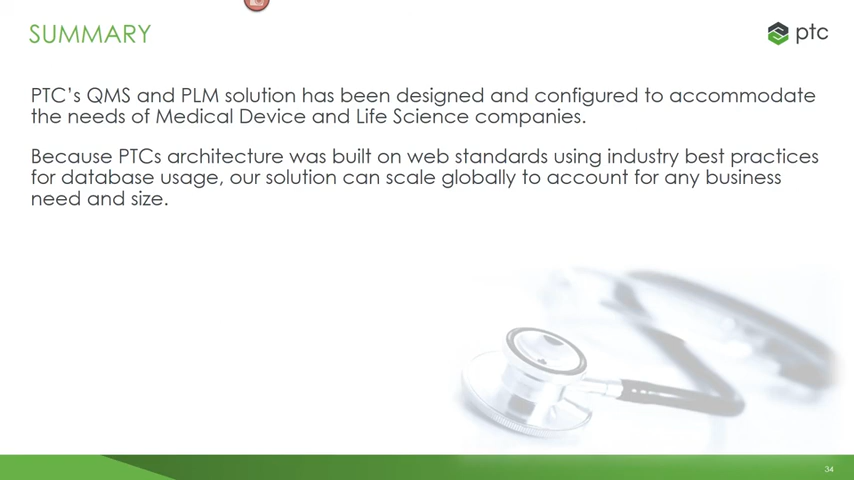 SUMMARY
ptc
PTC’s QMS and PLM solution has been designed and configured to accommodate
the needs of Medical Device and Life Science companies.
Because PTCs architecture was built on web standards using industry best practices
for database usage, our solution can scale globally to account for any business
need and size.
34